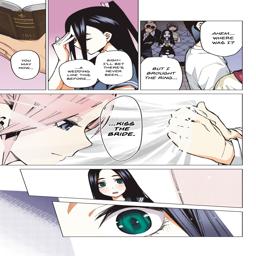 AHEM...
WHERE
WAS I?
BUT I
BROUGHT
THE RING...
SIGH--
I'LL BET
THERE'S
NEVER
BEEN...
...A
WEDDING
LIKE THIS
BEFORE...
YOU MAY
NOW...
...KISS
THE
BRIDE.